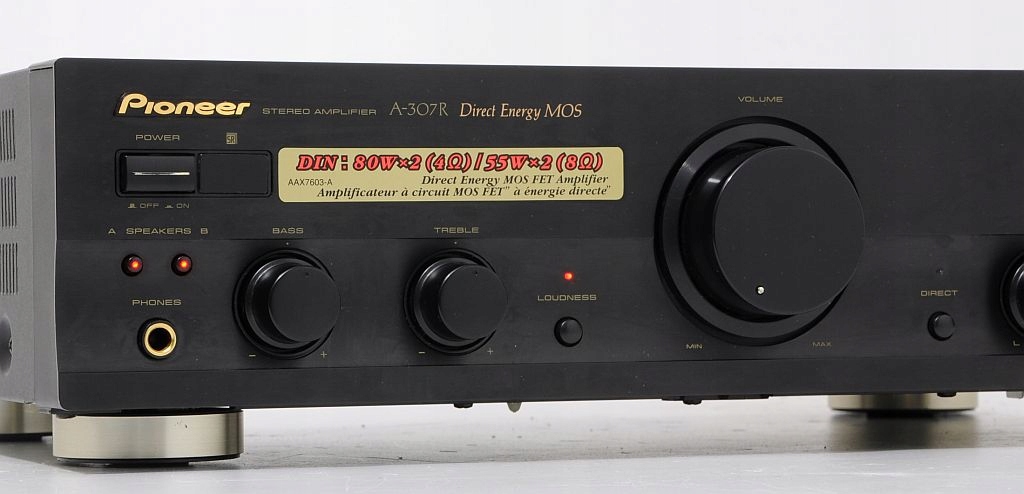 Pioneer STEREO AMPLIFIER A-307R Direct Energy MOS
VOLUME
POWER
SR
DIN : 80W×2 (4Ω) / 55W×2 (8Ω)
AAX7603-A
Direct Energy MOS FET Amplifier
Amplificateur à circuit MOS FET" à énergie directe"
OFF ON
A SPEAKERS B
BASS
TREBLE
LOUDNESS
DIRECT
PHONES
- +
- +
MIN
MAX
L